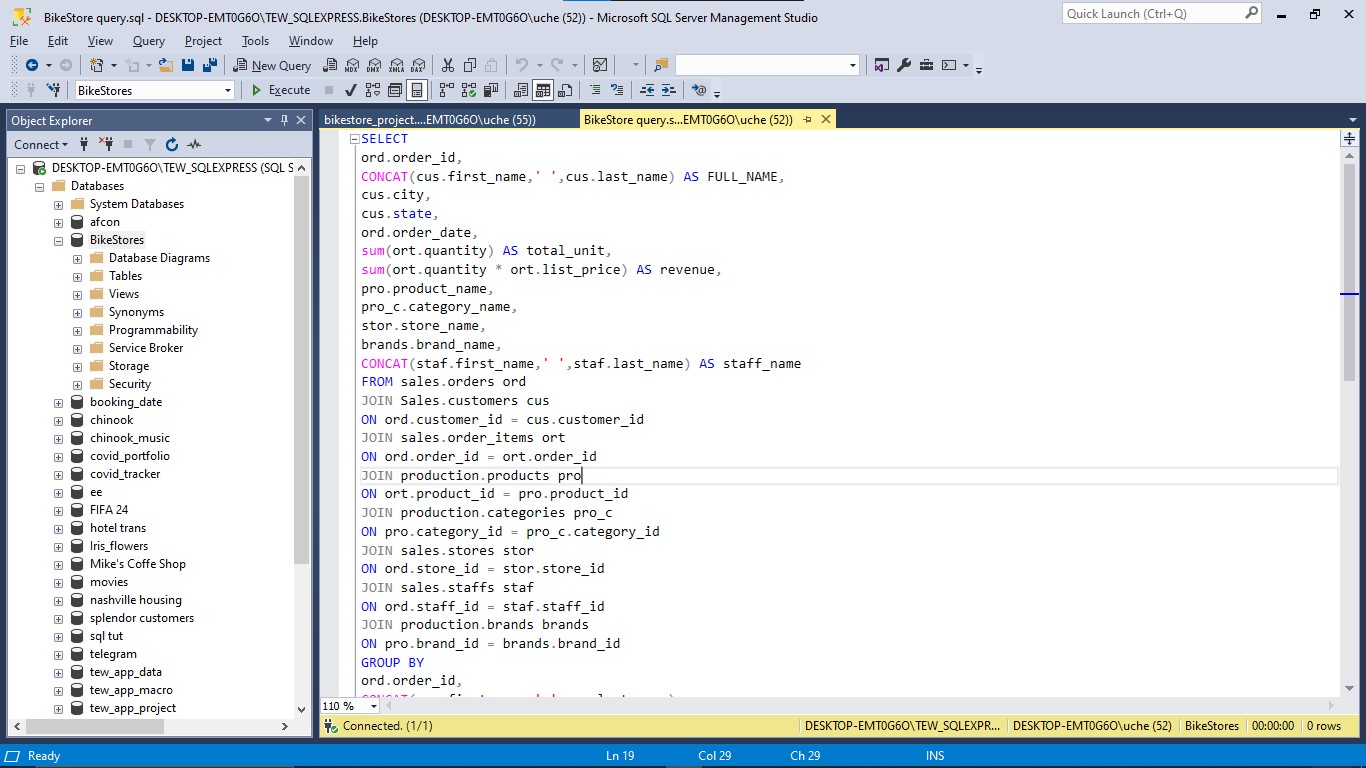 BikeStore query.sql - DESKTOP-EMT0G6O\TEW_SQLEXPRESS.BikeStores (DESKTOP-EMT0G6O\uche (52)) - Microsoft SQL Server Management Studio
Quick Launch (Ctrl+Q)
File Edit View Query Project Tools Window Help
New Query
MDX DMX XMLA DAX
BikeStores
Execute
Object Explorer
Connect
DESKTOP-EMT0G6O\TEW_SQLEXPRESS (SQL S
Databases
System Databases
afcon
BikeStores
Database Diagrams
Tables
Views
Synonyms
Programmability
Service Broker
Storage
Security
booking_date
chinook
chinook_music
covid_portfolio
covid_tracker
ee
FIFA 24
hotel trans
Iris_flowers
Mike's Coffe Shop
movies
nashville housing
splendor customers
sql tut
telegram
tew_app_data
tew_app_macro
tew_app_project
bikestore_project....EMT0G6O\uche (55))
BikeStore query.s...EMT0G6O\uche (52))
SELECT
ord.order_id,
CONCAT(cus.first_name,' ',cus.last_name) AS FULL_NAME,
cus.city,
cus.state,
ord.order_date,
sum(ort.quantity) AS total_unit,
sum(ort.quantity * ort.list_price) AS revenue,
pro.product_name,
pro_c.category_name,
stor.store_name,
brands.brand_name,
CONCAT(staf.first_name,' ',staf.last_name) AS staff_name
FROM sales.orders ord
JOIN Sales.customers cus
ON ord.customer_id = cus.customer_id
JOIN sales.order_items ort
ON ord.order_id = ort.order_id
JOIN production.products pro
ON ort.product_id = pro.product_id
JOIN production.categories pro_c
ON pro.category_id = pro_c.category_id
JOIN sales.stores stor
ON ord.store_id = stor.store_id
JOIN sales.staffs staf
ON ord.staff_id = staf.staff_id
JOIN production.brands brands
ON pro.brand_id = brands.brand_id
GROUP BY
ord.order_id,
110 %
Connected. (1/1)
DESKTOP-EMT0G6O\TEW_SQLEXPR... DESKTOP-EMT0G6O\uche (52) BikeStores 00:00:00 0 rows
Ready Ln 19 Col 29 Ch 29 INS